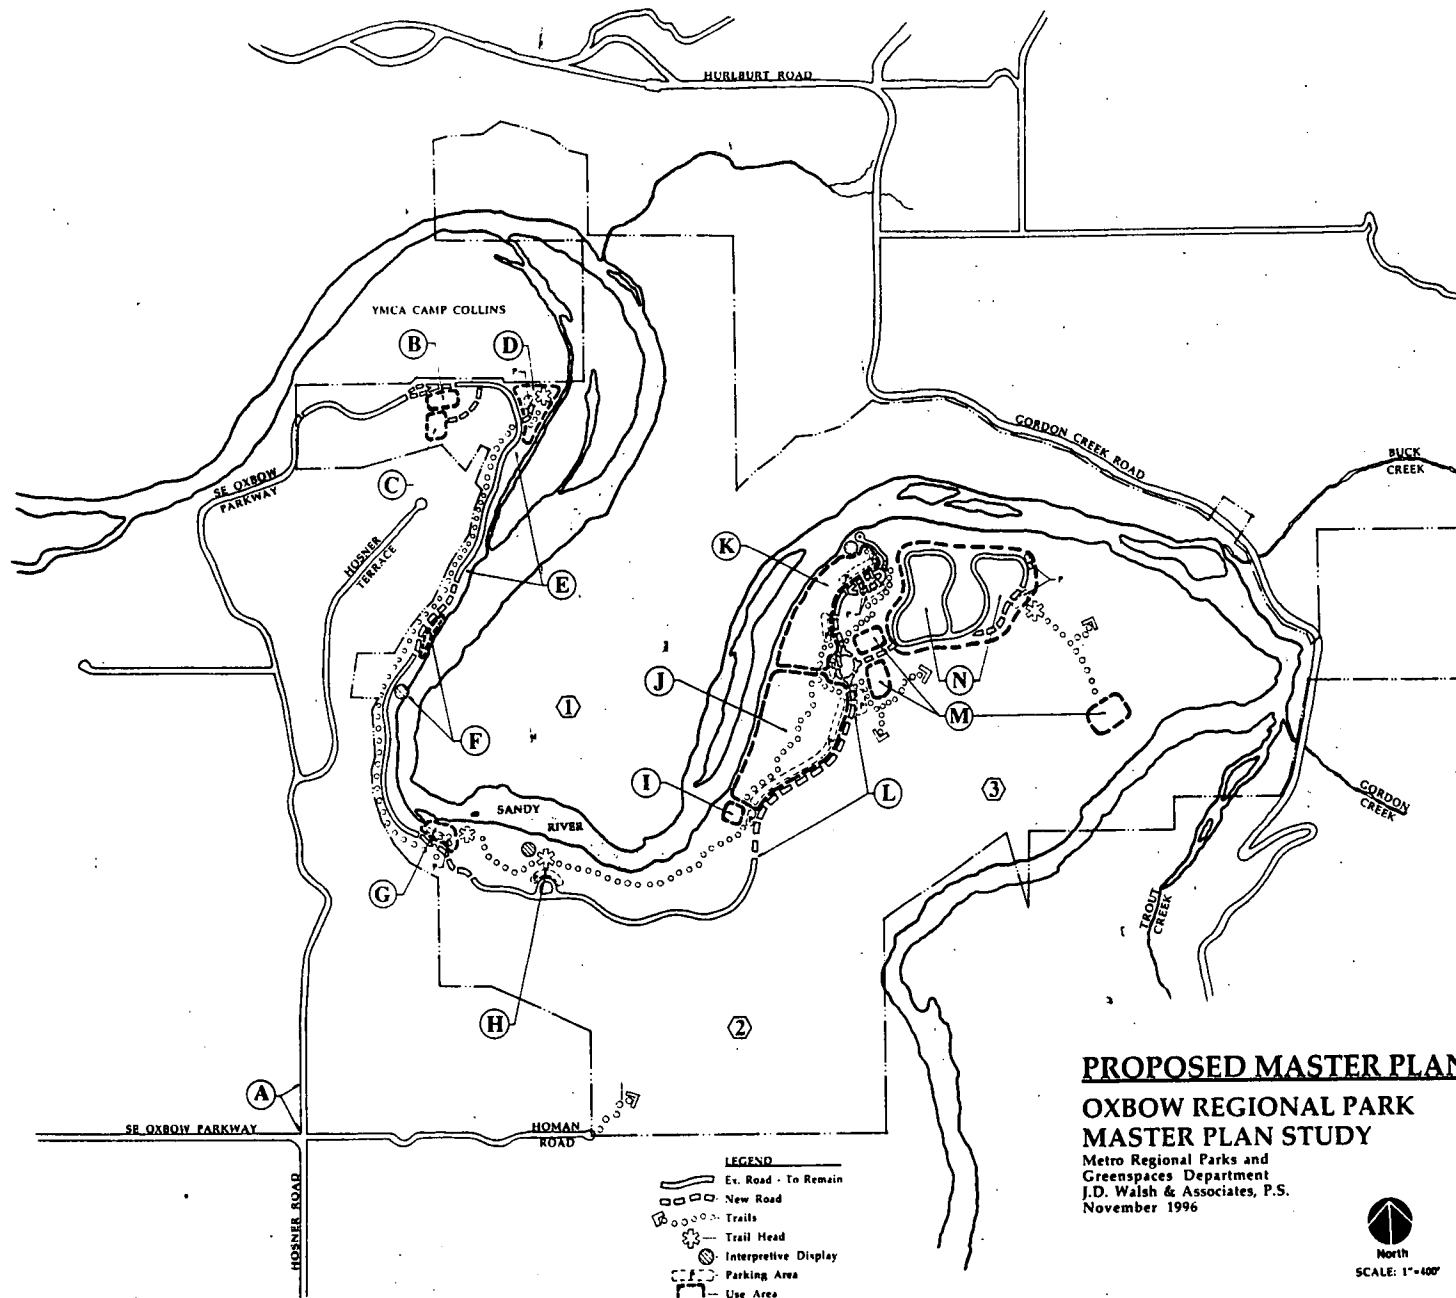 HURLBURT ROAD
YMCA CAMP COLLINS
B
D
P
GORDON CREEK ROAD
BUCK
CREEK
SE OXBOW
PARKWAY
C
HOSNER
TERRACE
K
E
P
P
N
J
1
M
F
I
L
3
SANDY
RIVER
GORDON
CREEK
G
P
TROUT
CREEK
H
2
A
SE OXBOW PARKWAY
HOMAN
ROAD
HOSNER ROAD
LEGEND
Ex. Road - To Remain
New Road
Trails
Trail Head
Interpretive Display
Parking Area
Use Area
PROPOSED MASTER PLAN
OXBOW REGIONAL PARK
MASTER PLAN STUDY
Metro Regional Parks and
Greenspaces Department
J.D. Walsh & Associates, P.S.
November 1996
North
SCALE: 1"=400'